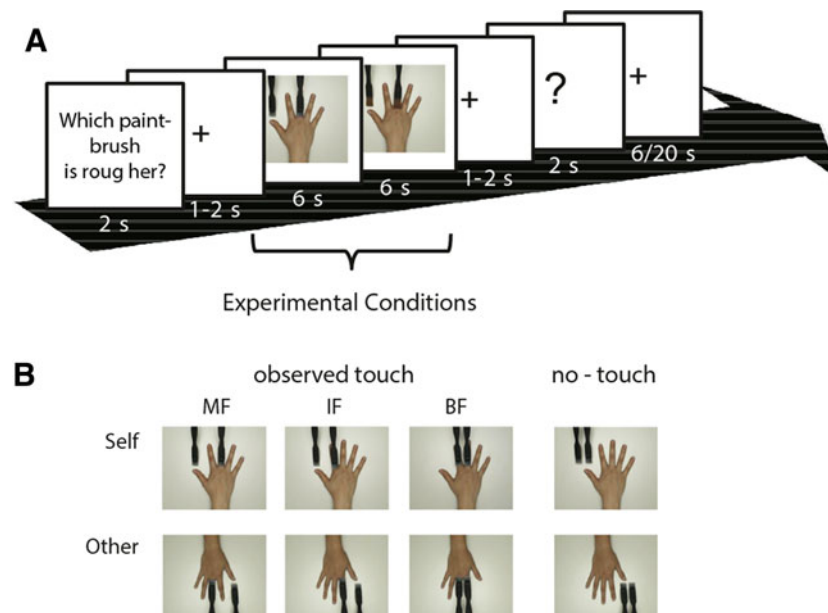 A
Which paint-
brush
is roug her?
+
+
?
+
2 s
1-2 s
6 s
6 s
1-2 s
2 s
6/20 s
Experimental Conditions
B
observed touch
no - touch
MF
IF
BF
Self
Other